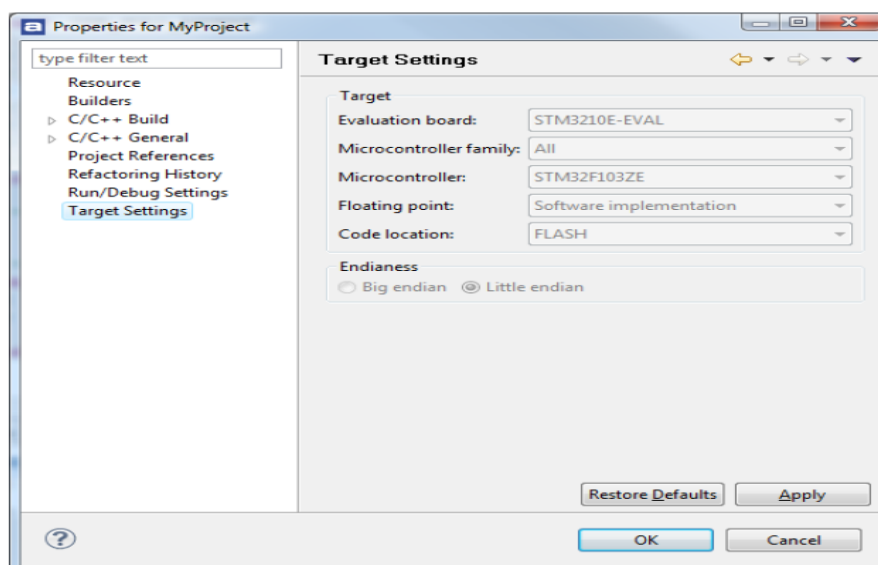 Properties for MyProject
type filter text
Resource
Builders
C/C++ Build
C/C++ General
Project References
Refactoring History
Run/Debug Settings
Target Settings
Target Settings
Target
Evaluation board: STM3210E-EVAL
Microcontroller family: All
Microcontroller: STM32F103ZE
Floating point: Software implementation
Code location: FLASH
Endianess
Big endian Little endian
Restore Defaults Apply
OK Cancel